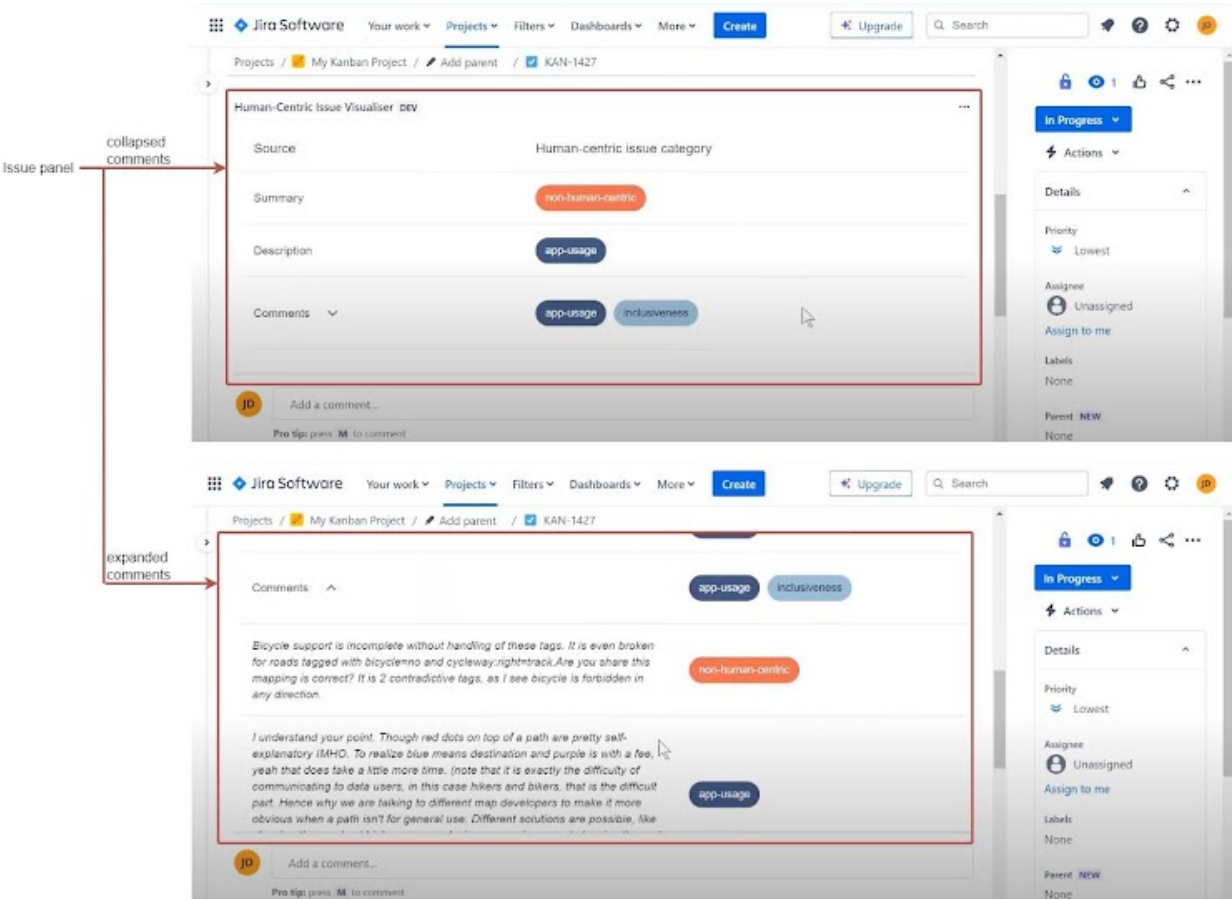 Jira Software Your work Projects Filters Dashboards More Create Upgrade Search JD
Projects / My Kanban Project / Add parent / KAN-1427
1
Human-Centric Issue Visualiser DEV
In Progress
Issue panel
collapsed
comments
Source Human-centric issue category
Actions
Summary non-human-centric
Details
Description app-usage
Priority
Lowest
Comments app-usage inclusiveness
Assignee
Unassigned
Assign to me
Labels
None
JD Add a comment...
Pro tip: press M to comment
Parent NEW
None
Jira Software Your work Projects Filters Dashboards More Create Upgrade Search JD
Projects / My Kanban Project / Add parent / KAN-1427
1
expanded
comments
In Progress
Comments app-usage inclusiveness
Actions
Bicycle support is incomplete without handling of these tags. It is even broken
for roads tagged with bicycle=no and cycleway:right=track.Are you share this
mapping is correct? It is 2 contradictive tags, as I see bicycle is forbidden in
any direction.
non-human-centric
Details
Priority
Lowest
I understand your point. Though red dots on top of a path are pretty self-
explanatory IMHO. To realize blue means destination and purple is with a fee,
yeah that does take a little more time. (note that it is exactly the difficulty of
communicating to data users, in this case hikers and bikers, that is the difficult
part. Hence why we are talking to different map developers to make it more
obvious when a path isn't for general use. Different solutions are possible, like
app-usage
Assignee
Unassigned
Assign to me
Labels
None
JD Add a comment...
Pro tip: press M to comment
Parent NEW
None